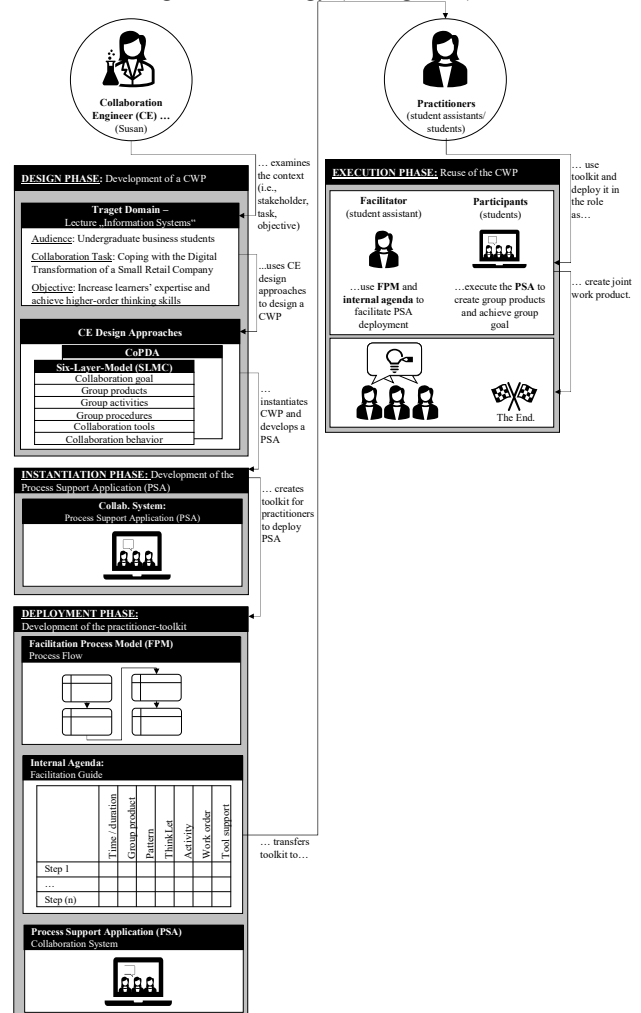 Collaboration
Engineer (CE) …
(Susan)
… examines
the context
(i.e.,
stakeholder,
task,
objective)
DESIGN PHASE: Development of a CWP
Traget Domain –
Lecture „Information Systems“
Audience: Undergraduate business students
Collaboration Task: Coping with the Digital
Transformation of a Small Retail Company
Objective: Increase learners’ expertise and
achieve higher-order thinking skills
...uses CE
design
approaches
to design a
CWP
CE Design Approaches
CoPDA
Six-Layer-Model (SLMC)
Collaboration goal
Group products
Group activities
Group procedures
Collaboration tools
Collaboration behavior
…
instantiates
CWP and
develops a
PSA
INSTANTIATION PHASE: Development of the
Process Support Application (PSA)
Collab. System:
Process Support Application (PSA)
… creates
toolkit for
practitioners
to deploy
PSA
DEPLOYMENT PHASE:
Development of the practitioner-toolkit
Facilitation Process Model (FPM)
Process Flow
Internal Agenda:
Facilitation Guide
Time / duration
Group product
Pattern
ThinkLet
Activity
Work order
Tool support
Step 1
…
Step (n)
… transfers
toolkit to…
Process Support Application (PSA)
Collaboration System
Practitioners
(student assistants/
students)
EXECUTION PHASE: Reuse of the CWP
… use
toolkit and
deploy it in
the role
as…
Facilitator
(student assistant)
…use FPM and
internal agenda to
facilitate PSA
deployment
Participants
(students)
…execute the PSA to
create group products
and achieve group
goal
… create joint
work product.
The End.